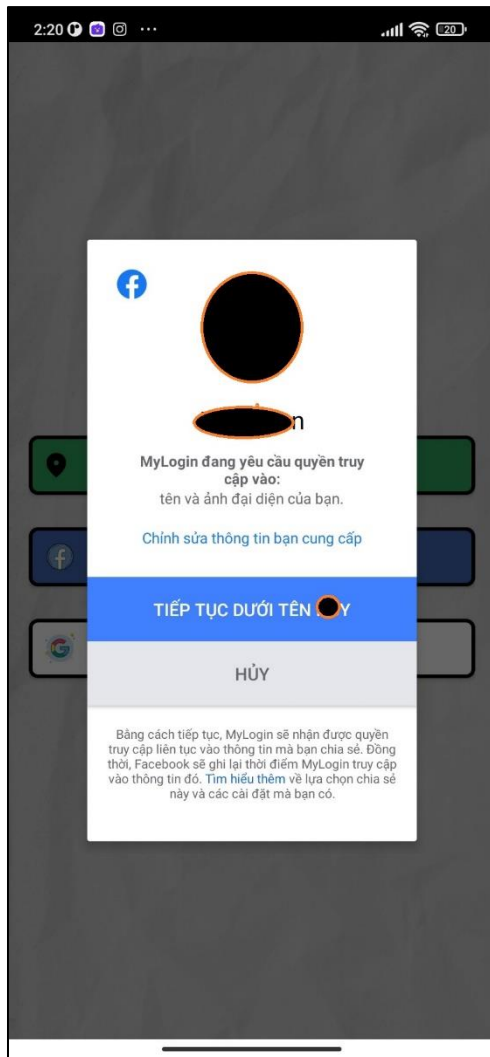 2:20
20
MyLogin đang yêu cầu quyền truy
cập vào:
tên và ảnh đại diện của bạn.
Chỉnh sửa thông tin bạn cung cấp
TIẾP TỤC DƯỚI TÊN
HỦY
Bằng cách tiếp tục, MyLogin sẽ nhận được quyền
truy cập liên tục vào thông tin mà bạn chia sẻ. Đồng
thời, Facebook sẽ ghi lại thời điểm MyLogin truy cập
vào thông tin đó. Tìm hiểu thêm về lựa chọn chia sẻ
này và các cài đặt mà bạn có.